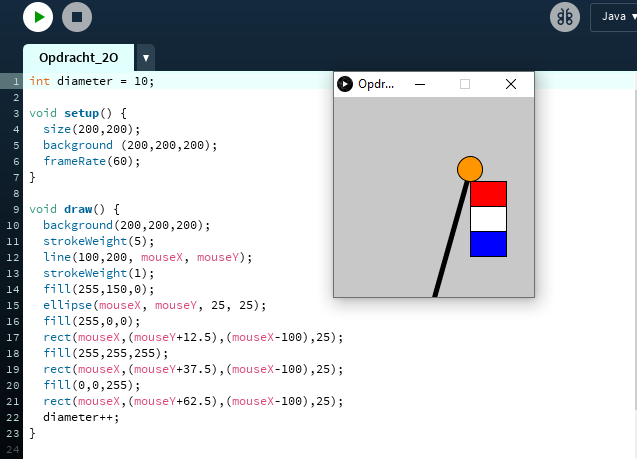 Java
Opdracht_2O
Opdr...
1 int diameter = 10;
2
3 void setup() {
4 size(200,200);
5 background (200,200,200);
6 frameRate(60);
7 }
8
9 void draw() {
10 background(200,200,200);
11 strokeWeight(5);
12 line(100,200, mouseX, mouseY);
13 strokeWeight(1);
14 fill(255,150,0);
15 ellipse(mouseX, mouseY, 25, 25);
16 fill(255,0,0);
17 rect(mouseX,(mouseY+12.5),(mouseX-100),25);
18 fill(255,255,255);
19 rect(mouseX,(mouseY+37.5),(mouseX-100),25);
20 fill(0,0,255);
21 rect(mouseX,(mouseY+62.5),(mouseX-100),25);
22 diameter++;
23 }
24